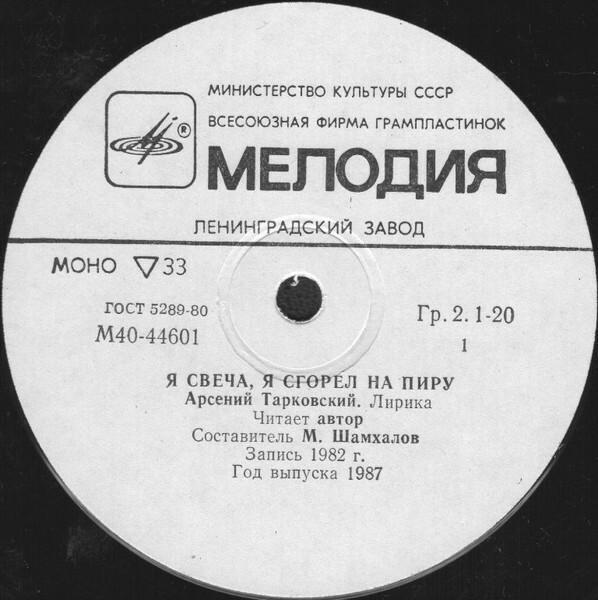 МИНИСТЕРСТВО КУЛЬТУРЫ СССР
ВСЕСОЮЗНАЯ ФИРМА ГРАМПЛАСТИНОК
®
МЕЛОДИЯ
ЛЕНИНГРАДСКИЙ ЗАВОД
МОНО ▽ 33
ГОСТ 5289-80
М40-44601
Гр. 2. 1-20
1
Я СВЕЧА, Я СГОРЕЛ НА ПИРУ
Арсений Тарковский. Лирика
Читает автор
Составитель М. Шамхалов
Запись 1982 г.
Год выпуска 1987